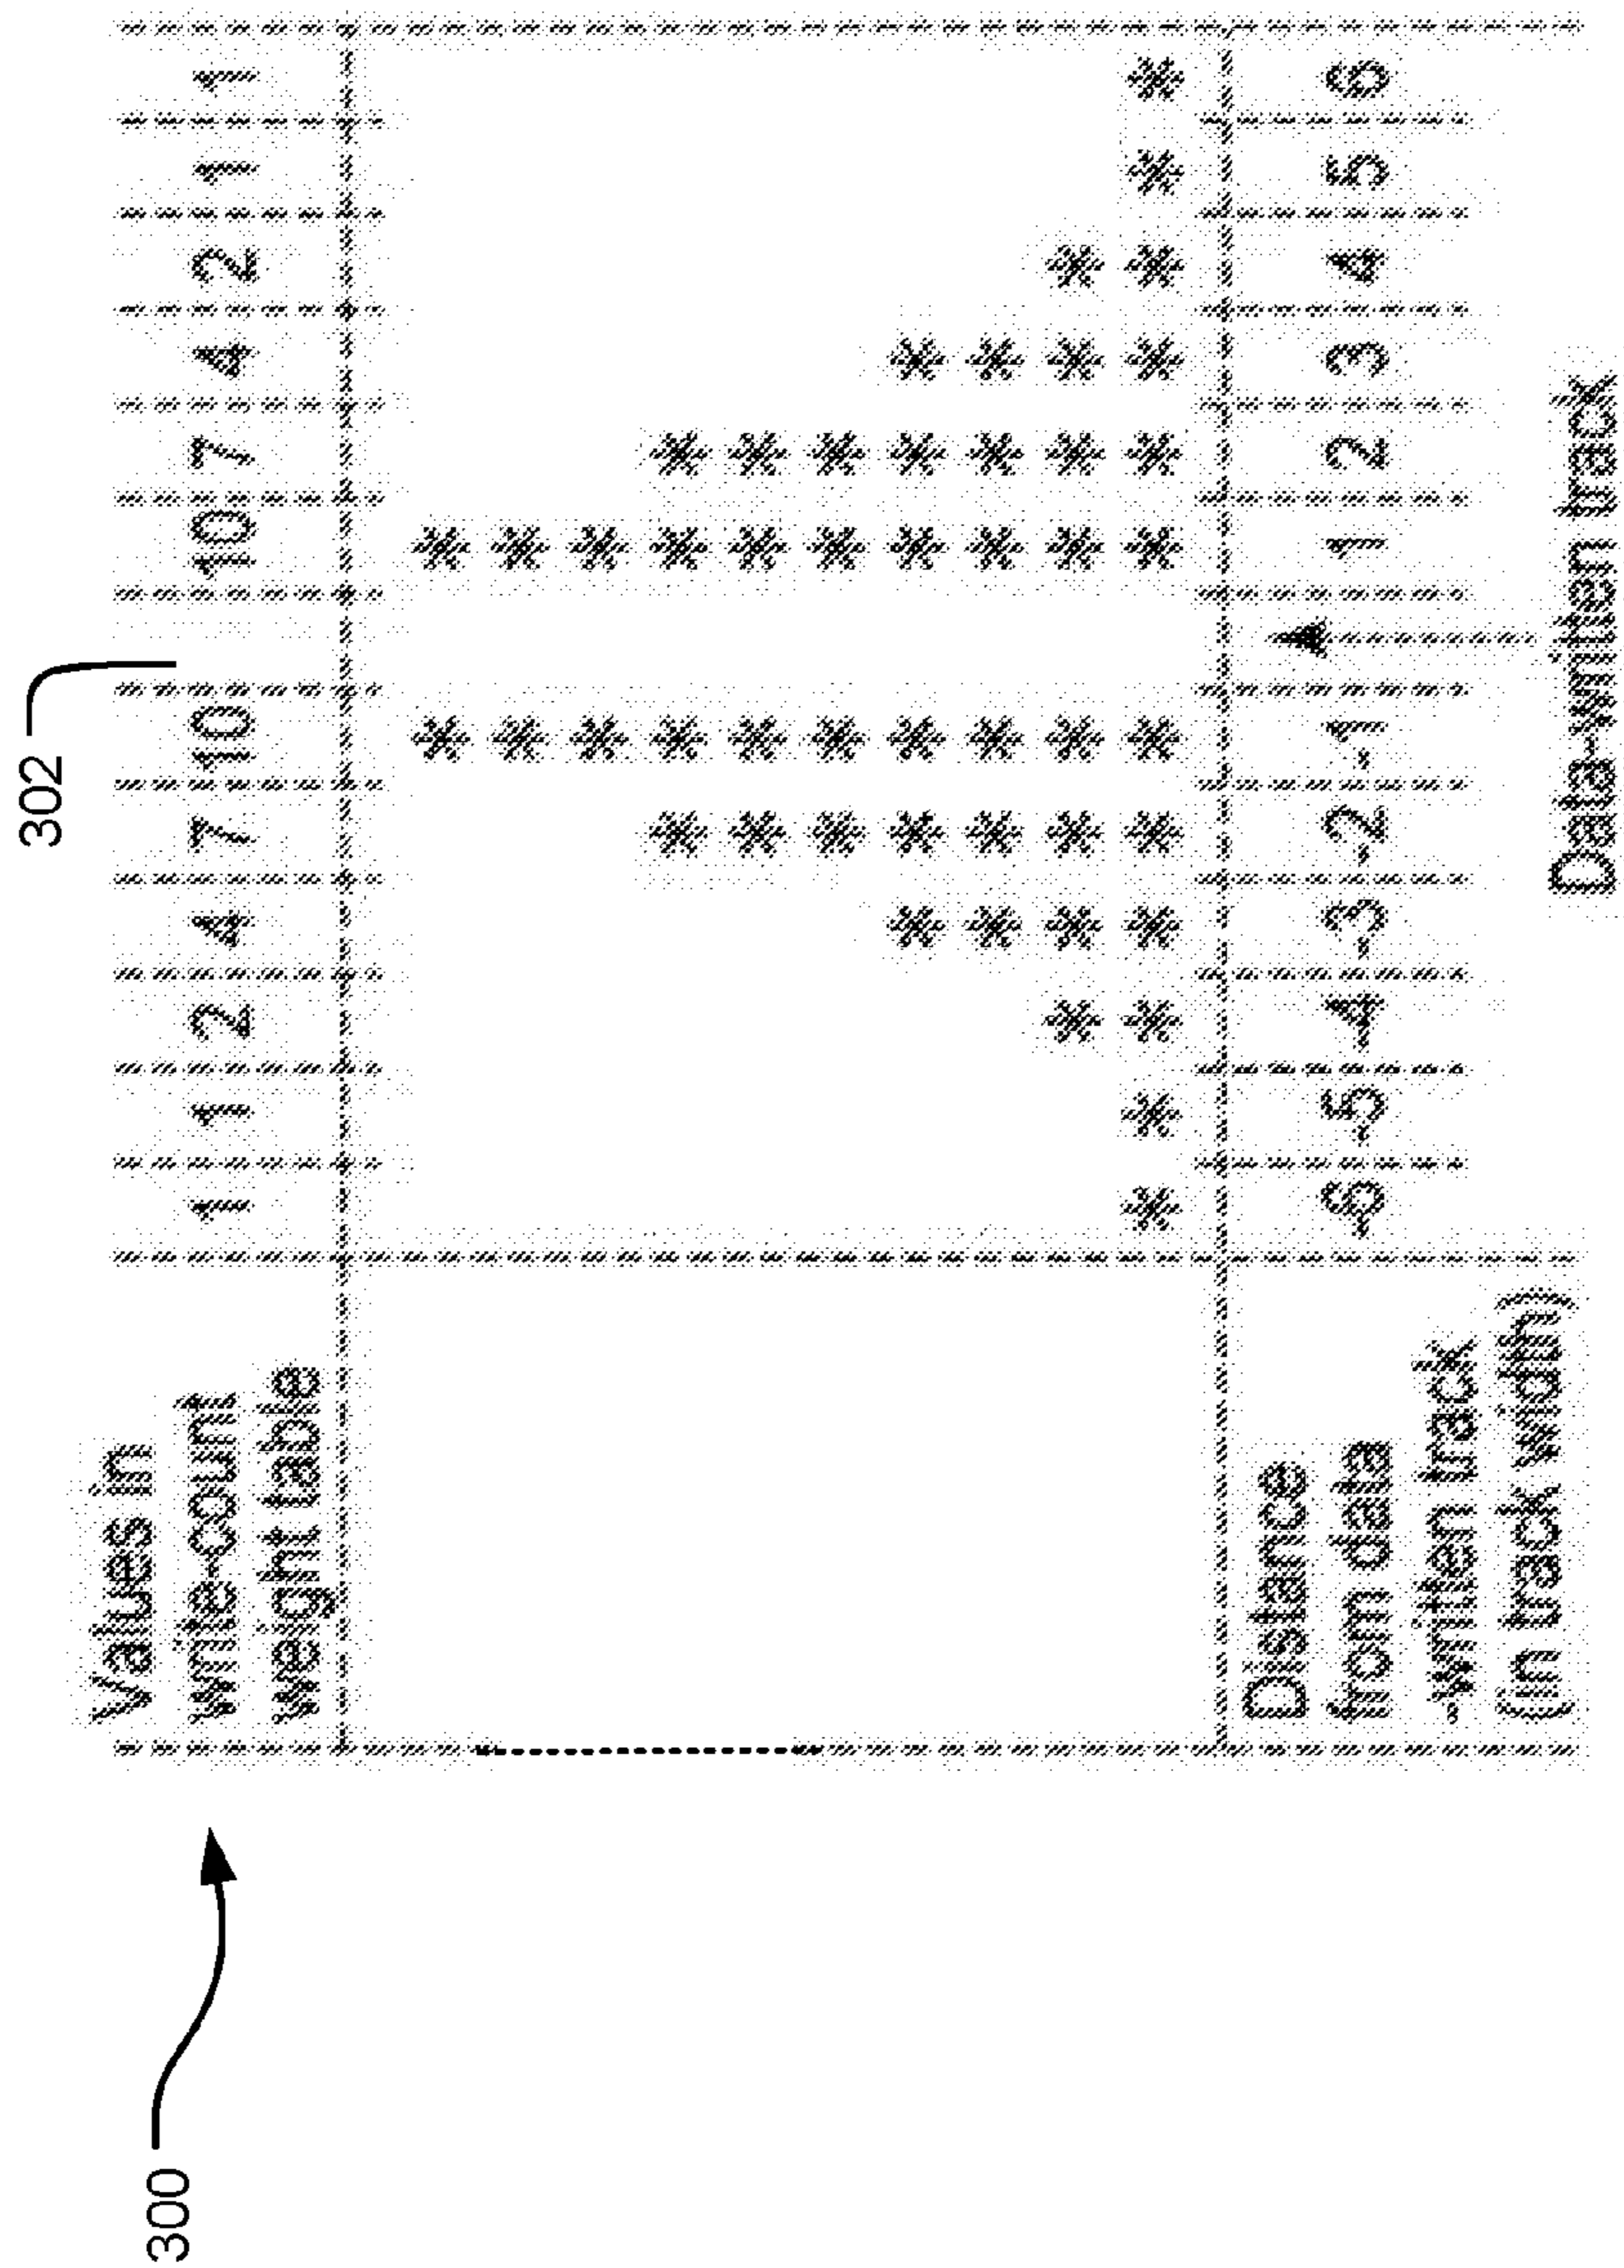 302
300
Values in
write-count
weight table
1 1 2 4 7 10 10 7 4 2 1 1
* *
* *
* *
* * * *
* * * *
* * * *
* * * * * *
* * * * * *
* * * * * * * *
* * * * * * * * * * * *
Distance
from data
-written track
(in track width)
-6 -5 -4 -3 -2 -1 1 2 3 4 5 6
Data-written track